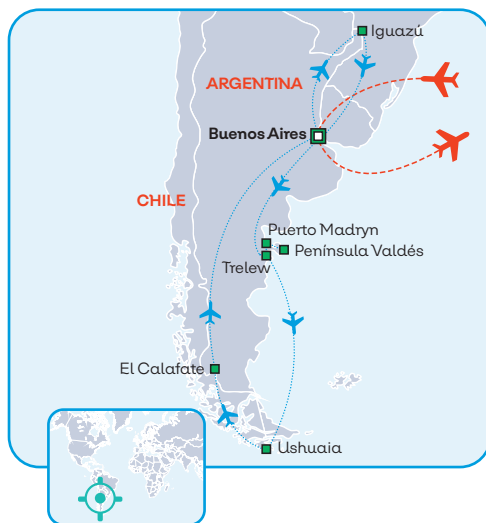 Iguazú
ARGENTINA
Buenos Aires
CHILE
Puerto Madryn
Península Valdés
Trelew
El Calafate
Ushuaia